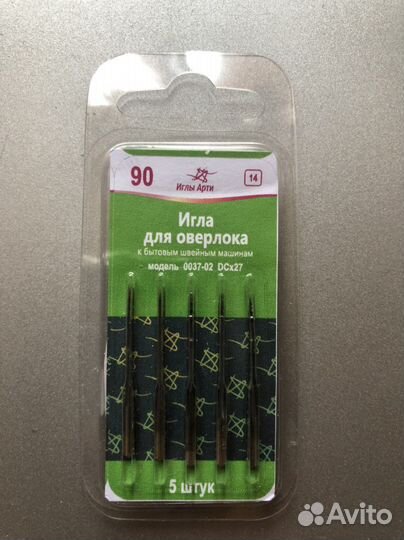 90
Иглы Арти
14
Игла
для оверлока
к бытовым швейным машинам
модель 0037-02 DCx27
5 штук
Avito